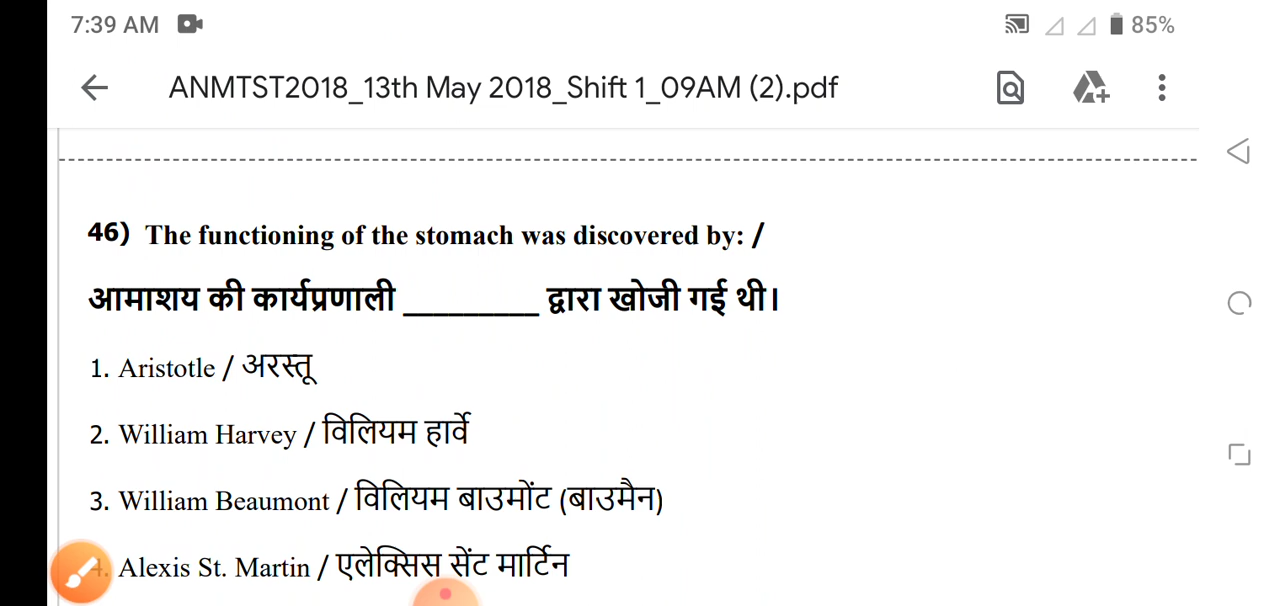 7:39 AM
85%
ANMTST2018_13th May 2018_Shift 1_09AM (2).pdf
46) The functioning of the stomach was discovered by: /
आमाशय की कार्यप्रणाली _________ द्वारा खोजी गई थी।
1. Aristotle / अरस्तू
2. William Harvey / विलियम हार्वे
3. William Beaumont / विलियम बाउमोंट (बाउमैन)
4. Alexis St. Martin / एलेक्सिस सेंट मार्टिन